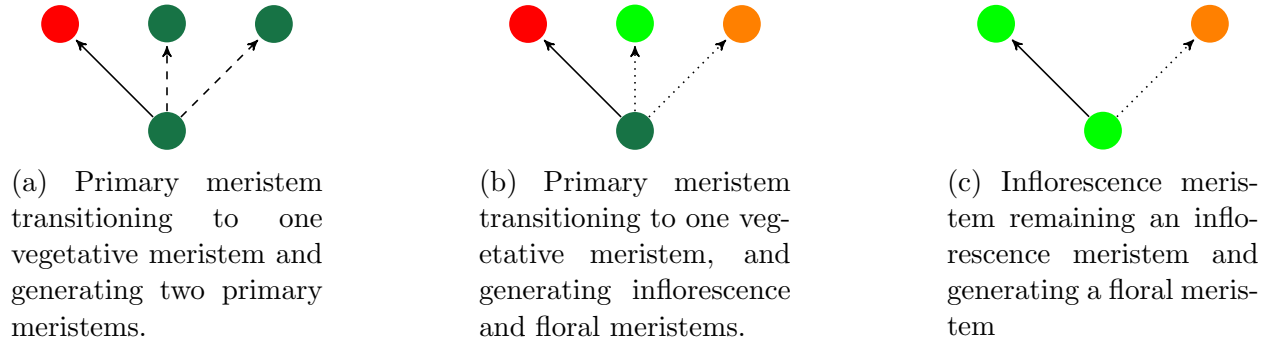 (a) Primary meristem
transitioning to one
vegetative meristem and
generating two primary
meristems.
(b) Primary meristem
transitioning to one veg-
etative meristem, and
generating inflorescence
and floral meristems.
(c) Inflorescence meris-
tem remaining an inflo-
rescence meristem and
generating a floral meris-
tem